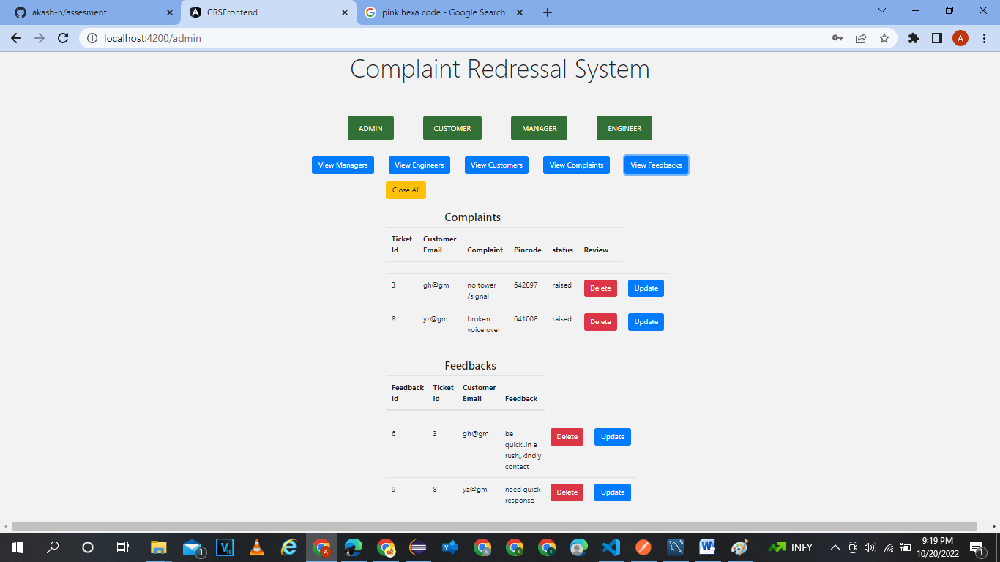 akash-n/assesment
CRSFrontend
pink hexa code - Google Search
localhost:4200/admin
A
Complaint Redressal System
ADMIN
CUSTOMER
MANAGER
ENGINEER
View Managers
View Engineers
View Customers
View Complaints
View Feedbacks
Close All
Complaints
Ticket Id
Customer Email
Complaint
Pincode
status
Review
3
gh@gm
no tower
/signal
642897
raised
Delete
Update
8
yz@gm
broken
voice over
641008
raised
Delete
Update
Feedbacks
Feedback Id
Ticket Id
Customer Email
Feedback
6
3
gh@gm
be
quick..in a
rush,,kindly
contact
Delete
Update
9
8
yz@gm
need quick
response
Delete
Update
1
INFY
9:19 PM
10/20/2022
1